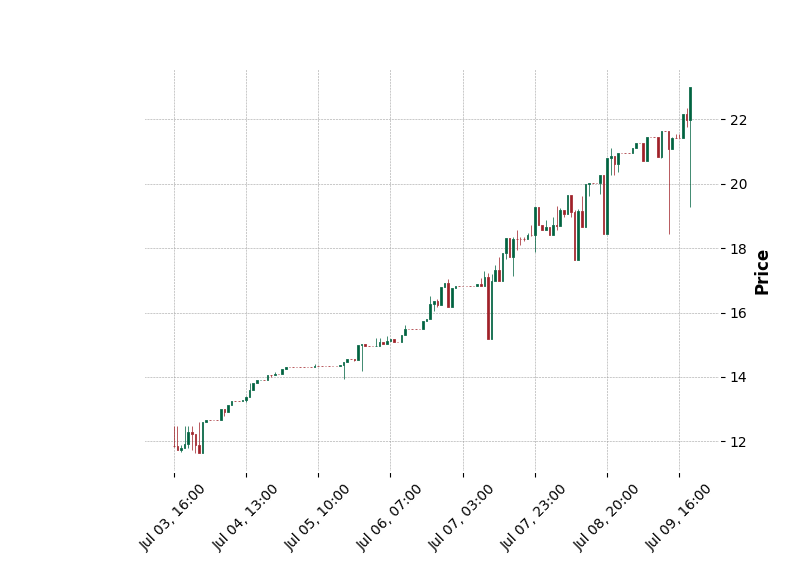 22
20
18
16
14
12
Price
Jul 03, 16:00
Jul 04, 13:00
Jul 05, 10:00
Jul 06, 07:00
Jul 07, 03:00
Jul 07, 23:00
Jul 08, 20:00
Jul 09, 16:00